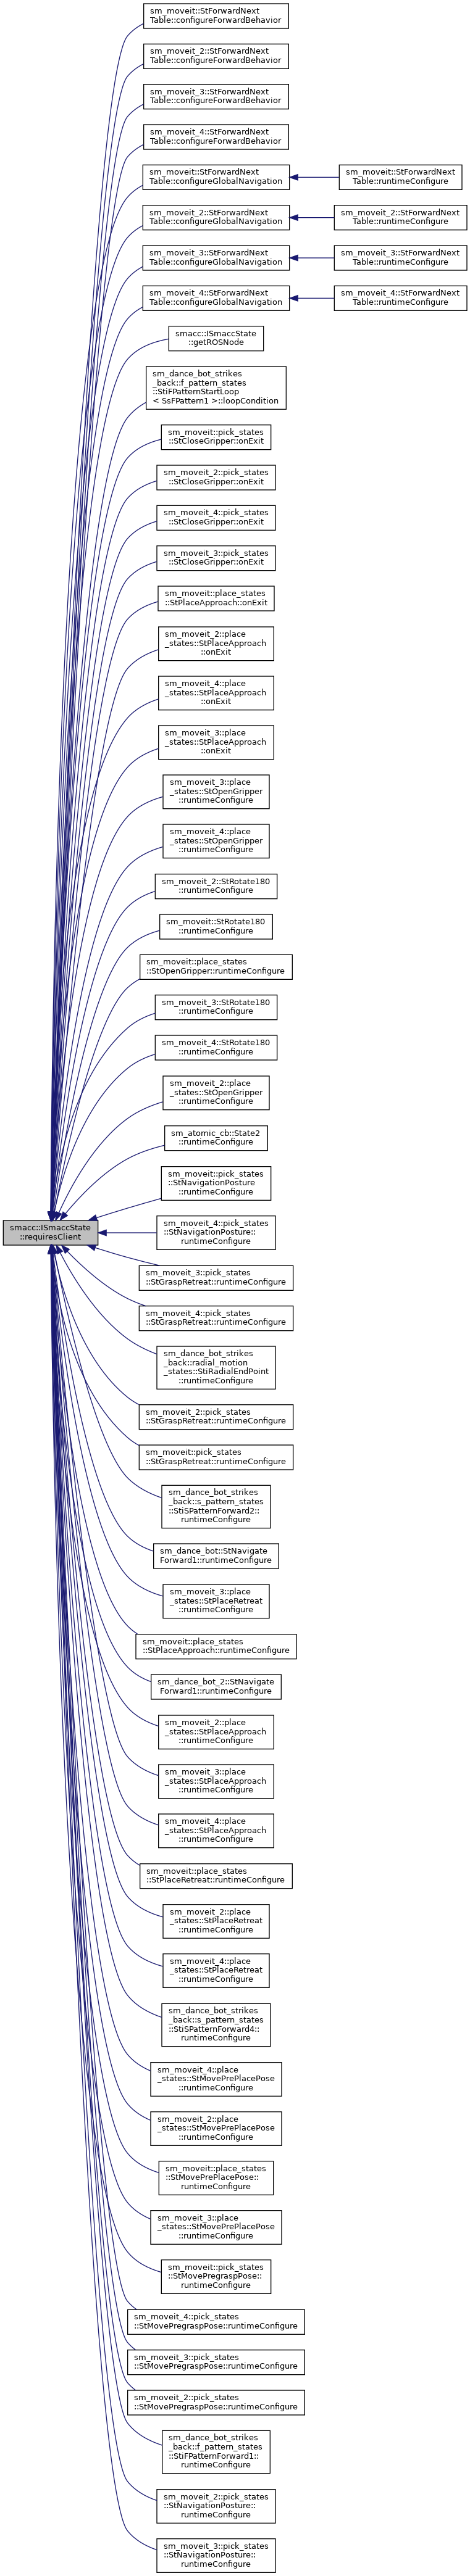 sm_moveit::StForwardNext
Table::configureForwardBehavior
sm_moveit_2::StForwardNext
Table::configureForwardBehavior
sm_moveit_3::StForwardNext
Table::configureForwardBehavior
sm_moveit_4::StForwardNext
Table::configureForwardBehavior
sm_moveit::StForwardNext
Table::configureGlobalNavigation
sm_moveit::StForwardNext
Table::runtimeConfigure
sm_moveit_2::StForwardNext
Table::configureGlobalNavigation
sm_moveit_2::StForwardNext
Table::runtimeConfigure
sm_moveit_3::StForwardNext
Table::configureGlobalNavigation
sm_moveit_3::StForwardNext
Table::runtimeConfigure
sm_moveit_4::StForwardNext
Table::configureGlobalNavigation
sm_moveit_4::StForwardNext
Table::runtimeConfigure
smacc::ISmaccState
::getROSNode
sm_dance_bot_strikes
_back::f_pattern_states
::StiFPatternStartLoop
< SsFPattern1 >::loopCondition
sm_moveit::pick_states
::StCloseGripper::onExit
sm_moveit_2::pick_states
::StCloseGripper::onExit
sm_moveit_4::pick_states
::StCloseGripper::onExit
sm_moveit_3::pick_states
::StCloseGripper::onExit
sm_moveit::place_states
::StPlaceApproach::onExit
sm_moveit_2::place
_states::StPlaceApproach
::onExit
sm_moveit_4::place
_states::StPlaceApproach
::onExit
sm_moveit_3::place
_states::StPlaceApproach
::onExit
sm_moveit_3::place
_states::StOpenGripper
::runtimeConfigure
sm_moveit_4::place
_states::StOpenGripper
::runtimeConfigure
sm_moveit_2::StRotate180
::runtimeConfigure
sm_moveit::StRotate180
::runtimeConfigure
sm_moveit::place_states
::StOpenGripper::runtimeConfigure
sm_moveit_3::StRotate180
::runtimeConfigure
sm_moveit_4::StRotate180
::runtimeConfigure
sm_moveit_2::place
_states::StOpenGripper
::runtimeConfigure
sm_atomic_cb::State2
::runtimeConfigure
sm_moveit::pick_states
::StNavigationPosture
::runtimeConfigure
smacc::ISmaccState
::requiresClient
sm_moveit_4::pick_states
::StNavigationPosture::
runtimeConfigure
sm_moveit_3::pick_states
::StGraspRetreat::runtimeConfigure
sm_moveit_4::pick_states
::StGraspRetreat::runtimeConfigure
sm_dance_bot_strikes
_back::radial_motion
_states::StiRadialEndPoint
::runtimeConfigure
sm_moveit_2::pick_states
::StGraspRetreat::runtimeConfigure
sm_moveit::pick_states
::StGraspRetreat::runtimeConfigure
sm_dance_bot_strikes
_back::s_pattern_states
::StiSPatternForward2::
runtimeConfigure
sm_dance_bot::StNavigate
Forward1::runtimeConfigure
sm_moveit_3::place
_states::StPlaceRetreat
::runtimeConfigure
sm_moveit::place_states
::StPlaceApproach::runtimeConfigure
sm_dance_bot_2::StNavigate
Forward1::runtimeConfigure
sm_moveit_2::place
_states::StPlaceApproach
::runtimeConfigure
sm_moveit_3::place
_states::StPlaceApproach
::runtimeConfigure
sm_moveit_4::place
_states::StPlaceApproach
::runtimeConfigure
sm_moveit::place_states
::StPlaceRetreat::runtimeConfigure
sm_moveit_2::place
_states::StPlaceRetreat
::runtimeConfigure
sm_moveit_4::place
_states::StPlaceRetreat
::runtimeConfigure
sm_dance_bot_strikes
_back::s_pattern_states
::StiSPatternForward4::
runtimeConfigure
sm_moveit_4::place
_states::StMovePrePlacePose
::runtimeConfigure
sm_moveit_2::place
_states::StMovePrePlacePose
::runtimeConfigure
sm_moveit::place_states
::StMovePrePlacePose::
runtimeConfigure
sm_moveit_3::place
_states::StMovePrePlacePose
::runtimeConfigure
sm_moveit::pick_states
::StMovePregraspPose::
runtimeConfigure
sm_moveit_4::pick_states
::StMovePregraspPose::runtimeConfigure
sm_moveit_3::pick_states
::StMovePregraspPose::runtimeConfigure
sm_moveit_2::pick_states
::StMovePregraspPose::runtimeConfigure
sm_dance_bot_strikes
_back::f_pattern_states
::StiFPatternForward1::
runtimeConfigure
sm_moveit_2::pick_states
::StNavigationPosture::
runtimeConfigure
sm_moveit_3::pick_states
::StNavigationPosture::
runtimeConfigure